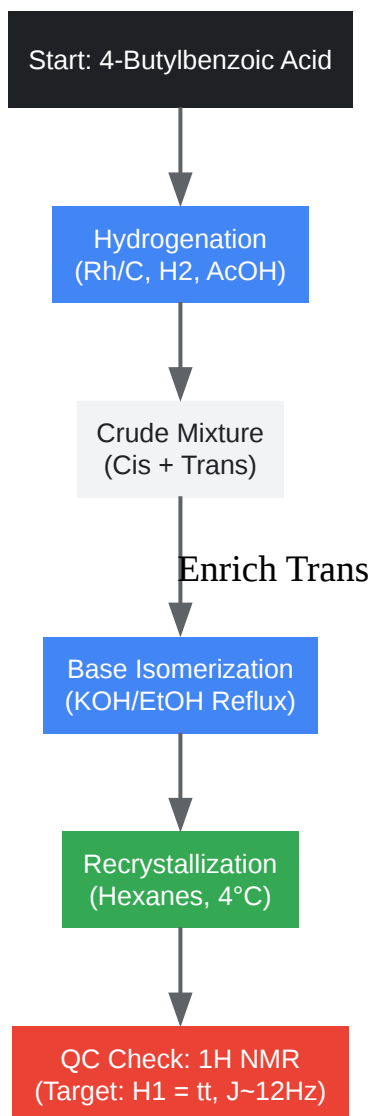 Start: 4-Butylbenzoic Acid
Hydrogenation
(Rh/C, H2, AcOH)
Crude Mixture
(Cis + Trans)
Enrich Trans
Base Isomerization
(KOH/EtOH Reflux)
Recrystallization
(Hexanes, 4°C)
QC Check: 1H NMR
(Target: H1 = tt, J~12Hz)